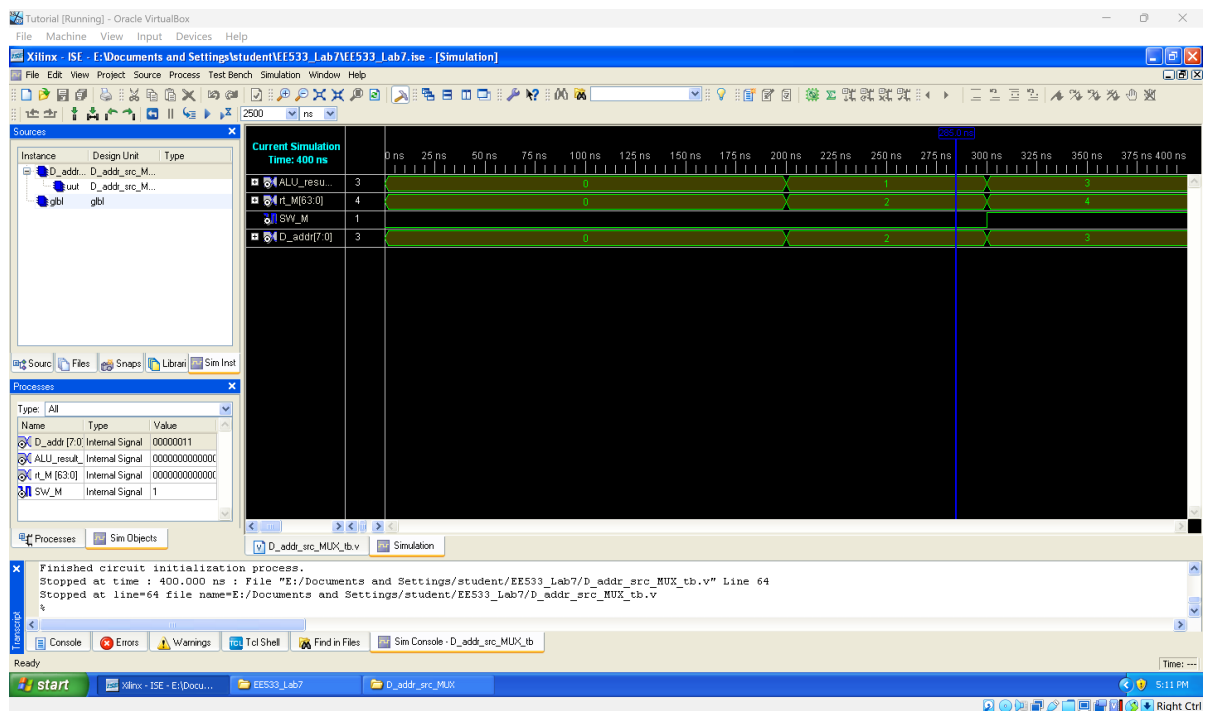 Tutorial [Running] - Oracle VirtualBox
File Machine View Input Devices Help
Xilinx - ISE - E:\Documents and Settings\student\EE533_Lab7\EE533_Lab7.ise - [Simulation]
File Edit View Project Source Process Test Bench Simulation Window Help
2500 ns
Sources
Instance Design Unit Type
D_addr... D_addr_src_M...
uut D_addr_src_M...
glbl glbl
Sourc Files Snaps Librari Sim Inst
Processes
Type: All
Name Type Value
D_addr [7:0] Internal Signal 00000011
ALU_result_ Internal Signal 000000000000
rt_M [63:0] Internal Signal 000000000000
SW_M Internal Signal 1
Processes Sim Objects
Current Simulation
Time: 400 ns
285.0 ns
0 ns 25 ns 50 ns 75 ns 100 ns 125 ns 150 ns 175 ns 200 ns 225 ns 250 ns 275 ns 300 ns 325 ns 350 ns 375 ns 400 ns
ALU_resu... 3 0 1 3
rt_M[63:0] 4 0 2 4
SW_M 1
D_addr[7:0] 3 0 2 3
D_addr_src_MUX_tb.v Simulation
Finished circuit initialization process.
Stopped at time : 400.000 ns : File "E:/Documents and Settings/student/EE533_Lab7/D_addr_src_MUX_tb.v" Line 64
Stopped at line=64 file name=E:/Documents and Settings/student/EE533_Lab7/D_addr_src_MUX_tb.v
%
Transcript
Console Errors Warnings Tcl Shell Find in Files Sim Console - D_addr_src_MUX_tb
Ready Time: ---
start Xilinx - ISE - E:\Docu... EE533_Lab7 D_addr_src_MUX 5:11 PM
Right Ctrl